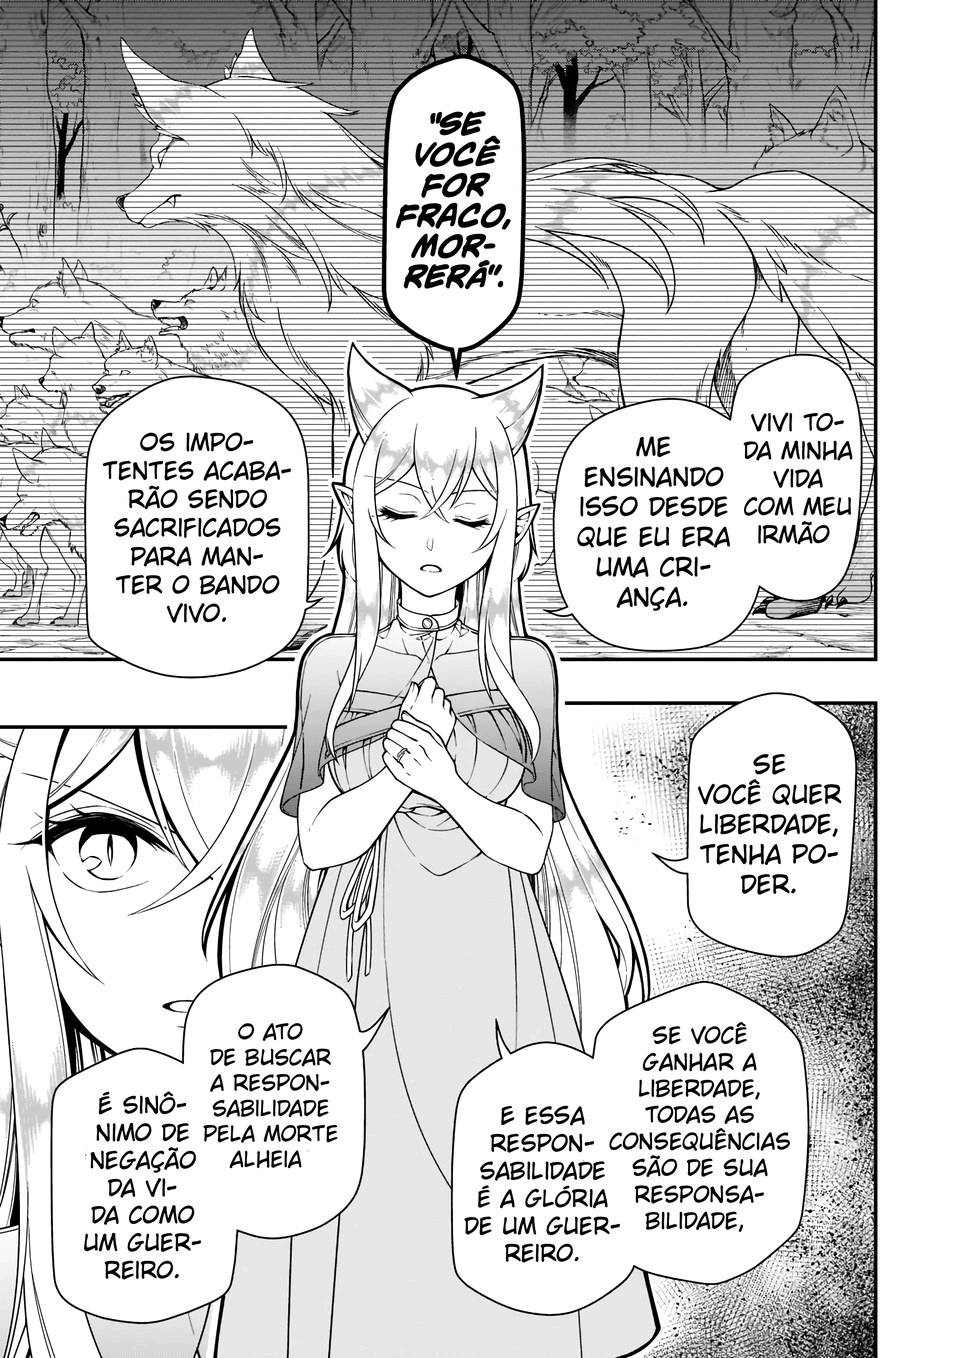 VIVI TO-
DA MINHA
VIDA
COM MEU
IRMÃO
ME
ENSINANDO
ISSO DESDE
QUE EU ERA
UMA CRI-
ANÇA.
"SE
VOCÊ
FOR
FRACO,
MOR-
RERÁ".
OS IMPO-
TENTES ACABA-
RÃO SENDO
SACRIFICADOS
PARA MAN-
TER O BANDO
VIVO.
SE
VOCÊ QUER
LIBERDADE,
TENHA PO-
DER.
SE VOCÊ
GANHAR A
LIBERDADE,
TODAS AS
CONSEQUÊNCIAS
SÃO DE SUA
RESPONSA-
BILIDADE,
E ESSA
RESPON-
SABILIDADE
É A GLÓRIA
DE UM GUER-
REIRO.
O ATO
DE BUSCAR
A RESPON-
SABILIDADE
PELA MORTE
ALHEIA
É SINÔ-
NIMO DE
NEGAÇÃO
DA VI-
DA COMO
UM GUER-
REIRO.